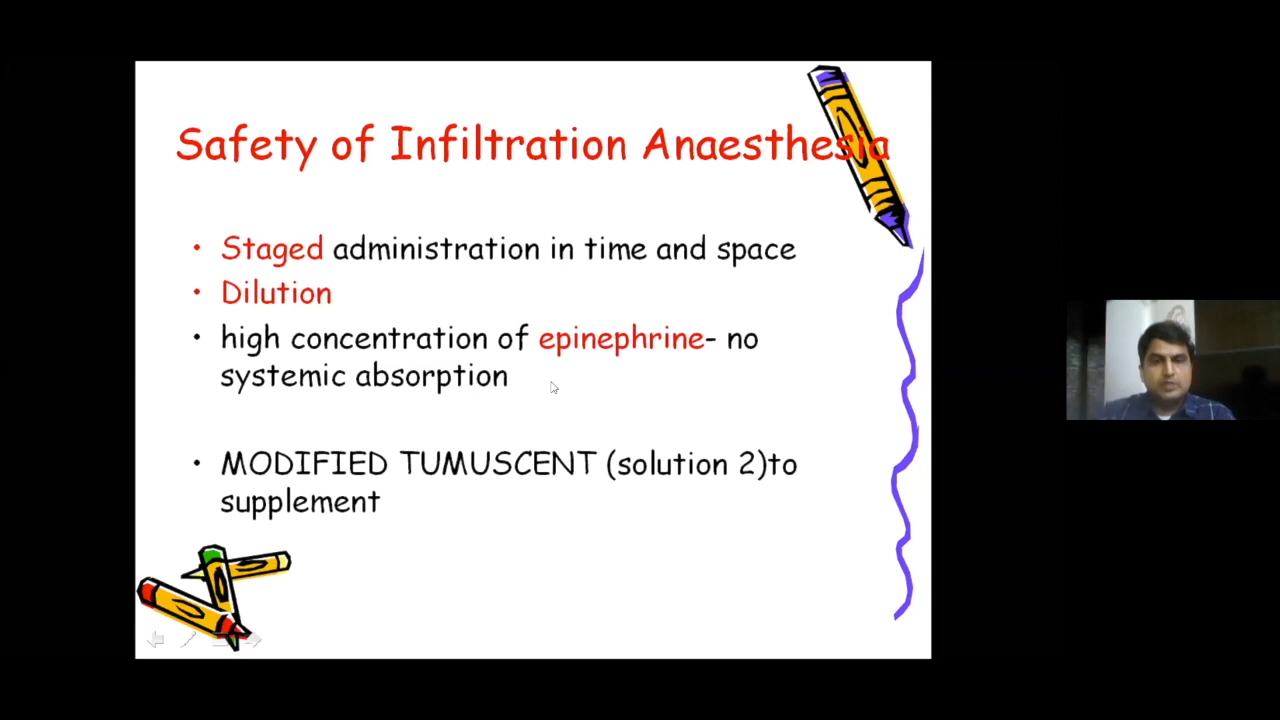 Safety of Infiltration Anaesthesia
• Staged administration in time and space
• Dilution
• high concentration of epinephrine- no
systemic absorption
• MODIFIED TUMUSCENT (solution 2)to
supplement